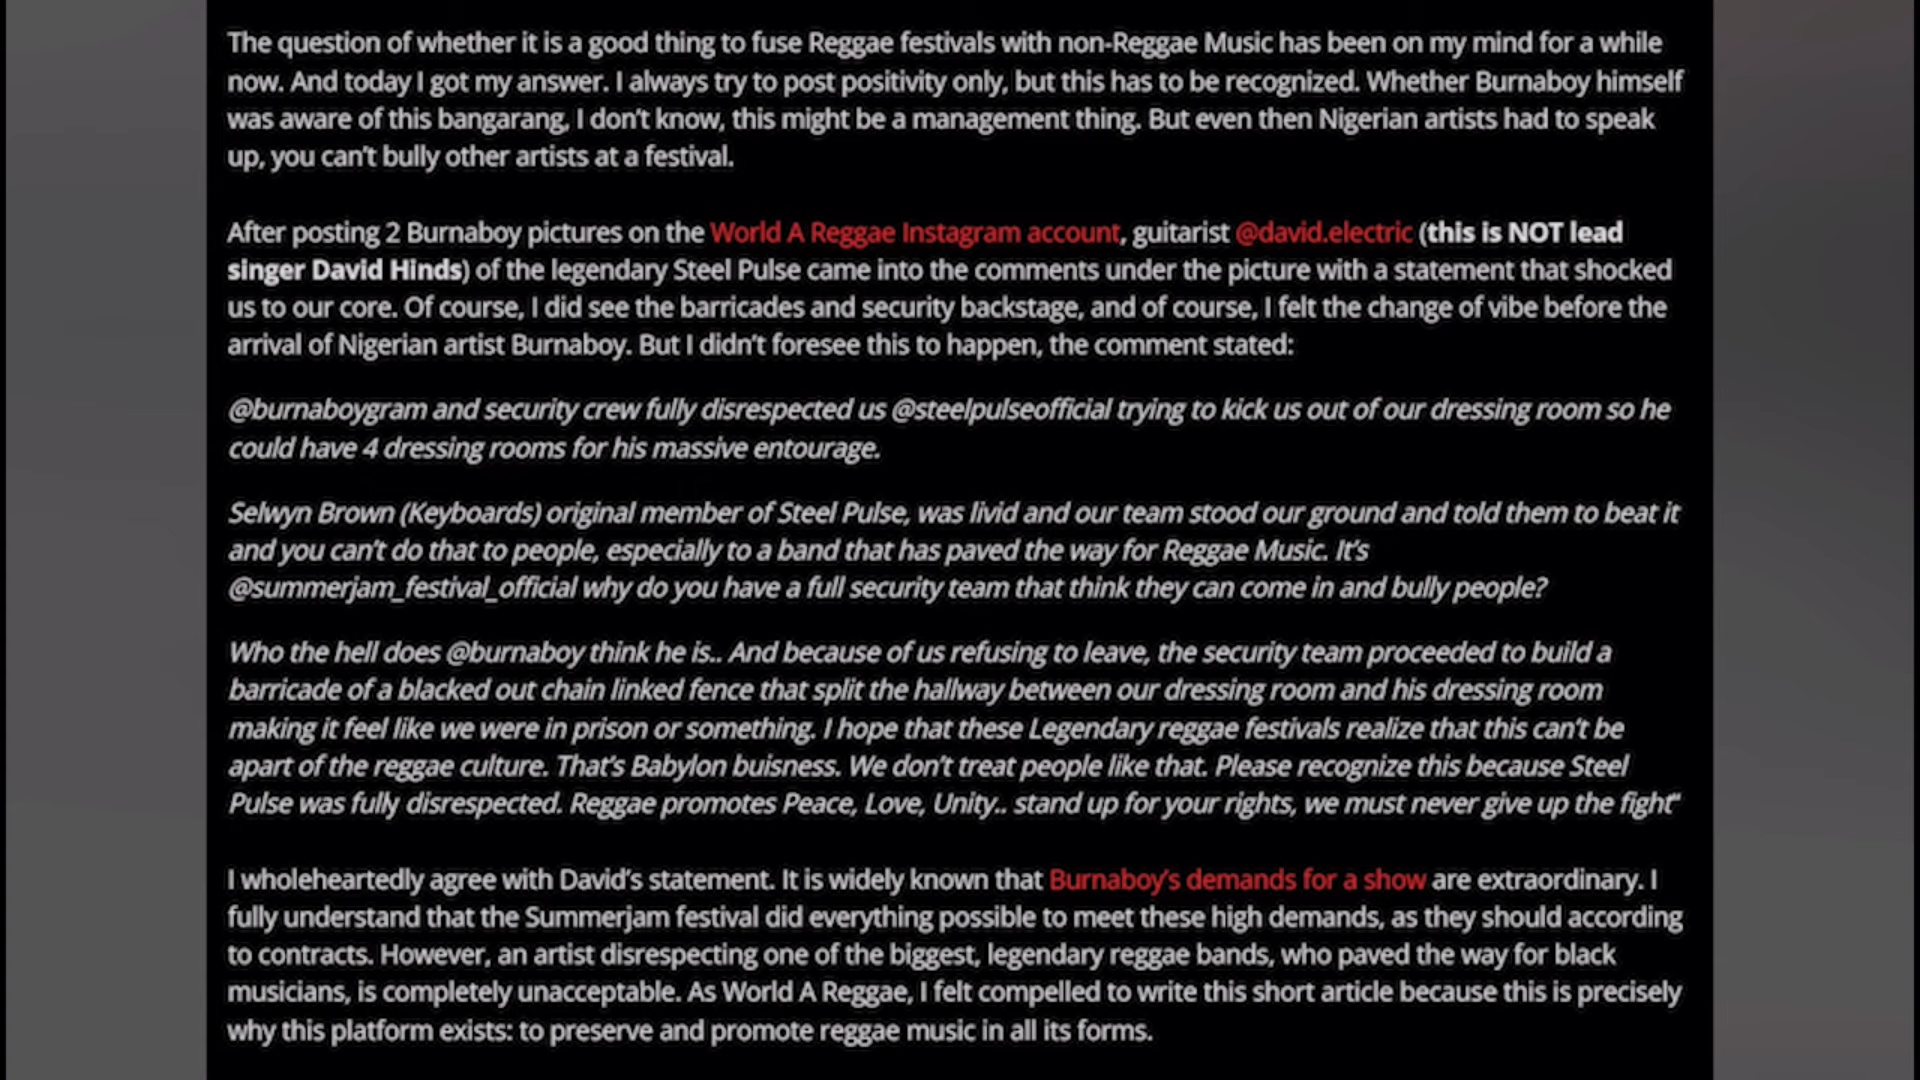 The question of whether it is a good thing to fuse Reggae festivals with non-Reggae Music has been on my mind for a while
now. And today I got my answer. I always try to post positivity only, but this has to be recognized. Whether Burnaboy himself
was aware of this bangarang, I don't know, this might be a management thing. But even then Nigerian artists had to speak
up, you can't bully other artists at a festival.
After posting 2 Burnaboy pictures on the World A Reggae Instagram account, guitarist @david.electric (this is NOT lead
singer David Hinds) of the legendary Steel Pulse came into the comments under the picture with a statement that shocked
us to our core. Of course, I did see the barricades and security backstage, and of course, I felt the change of vibe before the
arrival of Nigerian artist Burnaboy. But I didn't foresee this to happen, the comment stated:
@burnaboygram and security crew fully disrespected us @steelpulseofficial trying to kick us out of our dressing room so he
could have 4 dressing rooms for his massive entourage.
Selwyn Brown (Keyboards) original member of Steel Pulse, was livid and our team stood our ground and told them to beat it
and you can't do that to people, especially to a band that has paved the way for Reggae Music. It's
@summerjam_festival_official why do you have a full security team that think they can come in and bully people?
Who the hell does @burnaboy think he is.. And because of us refusing to leave, the security team proceeded to build a
barricade of a blacked out chain linked fence that split the hallway between our dressing room and his dressing room
making it feel like we were in prison or something. I hope that these Legendary reggae festivals realize that this can't be
apart of the reggae culture. That's Babylon buisness. We don't treat people like that. Please recognize this because Steel
Pulse was fully disrespected. Reggae promotes Peace, Love, Unity.. stand up for your rights, we must never give up the fight"
I wholeheartedly agree with David's statement. It is widely known that Burnaboy's demands for a show are extraordinary. I
fully understand that the Summerjam festival did everything possible to meet these high demands, as they should according
to contracts. However, an artist disrespecting one of the biggest, legendary reggae bands, who paved the way for black
musicians, is completely unacceptable. As World A Reggae, I felt compelled to write this short article because this is precisely
why this platform exists: to preserve and promote reggae music in all its forms.